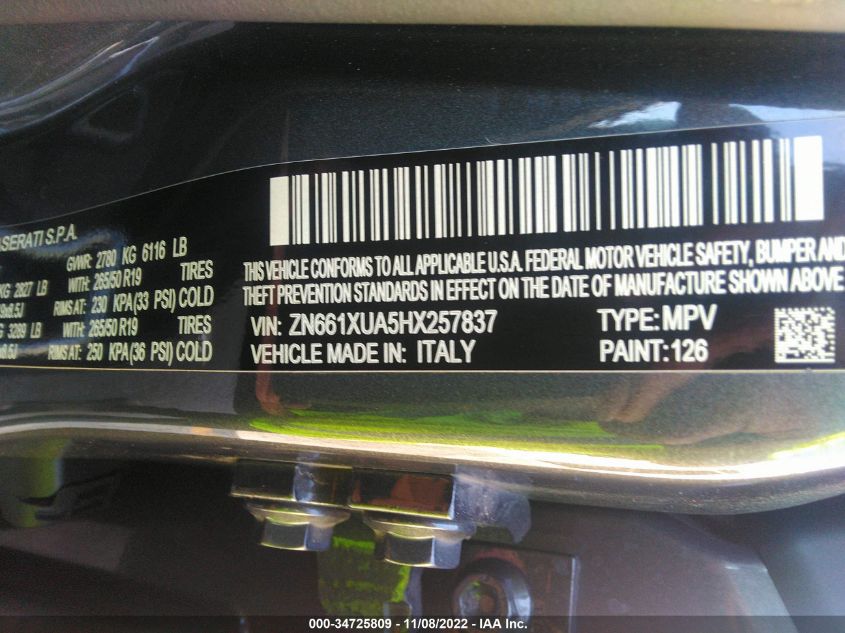 SERATI S.P.A.
GVWR: 2780 KG 6116 LB
KG 2827 LB WITH: 265/50 R19 TIRES
RIMS AT: 230 KPA(33 PSI) COLD
3289 LB WITH: 265/50 R19 TIRES
RIMS AT: 250 KPA(36 PSI) COLD
THIS VEHICLE CONFORMS TO ALL APPLICABLE U.S.A. FEDERAL MOTOR VEHICLE SAFETY, BUMPER AND
THEFT PREVENTION STANDARDS IN EFFECT ON THE DATE OF MANUFACTURE SHOWN ABOVE
VIN: ZN661XUA5HX257837 TYPE: MPV
VEHICLE MADE IN: ITALY PAINT: 126
000-34725809 - 11/08/2022 - IAA Inc.